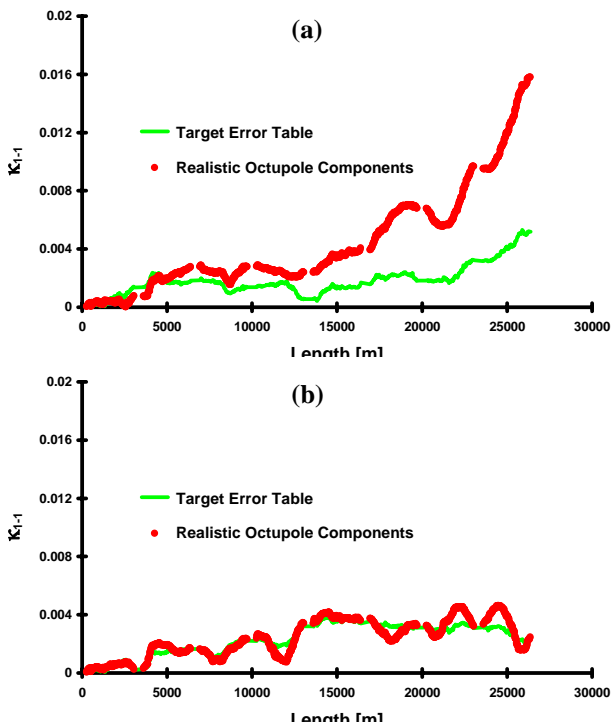 0.02
(a)
0.016
0.012
Target Error Table
Realistic Octupole Components
κ1-1
0.008
0.004
0
0 5000 10000 15000 20000 25000 30000
Length [m]
0.02
(b)
0.016
0.012
Target Error Table
Realistic Octupole Components
κ1-1
0.008
0.004
0
0 5000 10000 15000 20000 25000 30000
Length [m]